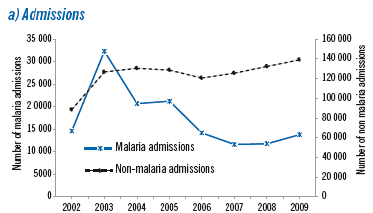 a) Admissions
Number of malaria admissions
35 000
30 000
25 000
20 000
15 000
10 000
5000
0
Malaria admissions
Non-malaria admissions
2002 2003 2004 2005 2006 2007 2008 2009
160 000
140 000
120 000
100 000
80 000
60 000
40 000
20 000
0
Number of non malaria admissions